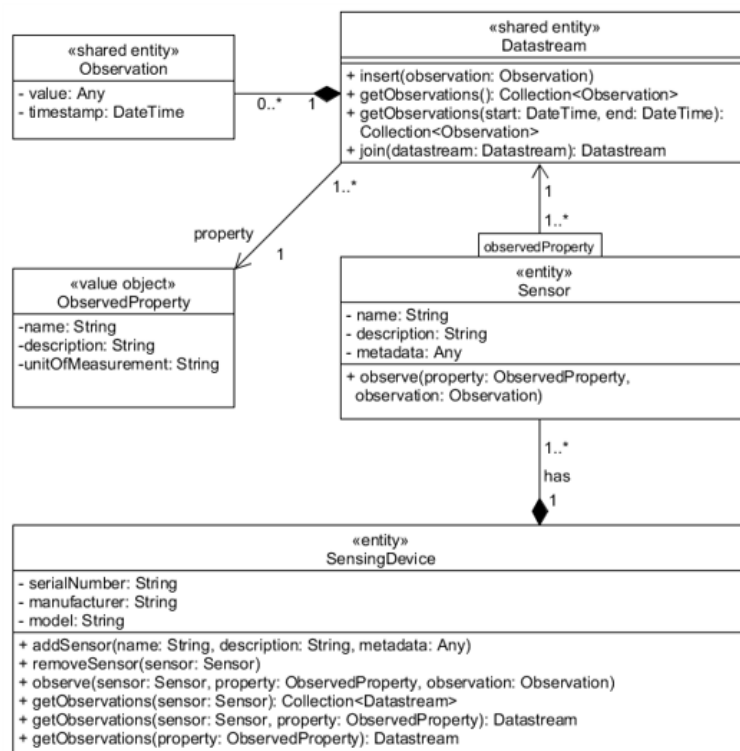 «shared entity»
Observation
- value: Any
- timestamp: DateTime
0..*
1
«shared entity»
Datastream
+ insert(observation: Observation)
+ getObservations(): Collection<Observation>
+ getObservations(start: DateTime, end: DateTime):
Collection<Observation>
+ join(datastream: Datastream): Datastream
1..*
property
1
1
1..*
observedProperty
«value object»
ObservedProperty
-name: String
-description: String
-unitOfMeasurement: String
«entity»
Sensor
- name: String
- description: String
- metadata: Any
+ observe(property: ObservedProperty,
observation: Observation)
1..*
has
1
«entity»
SensingDevice
- serialNumber: String
- manufacturer: String
- model: String
+ addSensor(name: String, description: String, metadata: Any)
+ removeSensor(sensor: Sensor)
+ observe(sensor: Sensor, property: ObservedProperty, observation: Observation)
+ getObservations(sensor: Sensor): Collection<Datastream>
+ getObservations(sensor: Sensor, property: ObservedProperty): Datastream
+ getObservations(property: ObservedProperty): Datastream